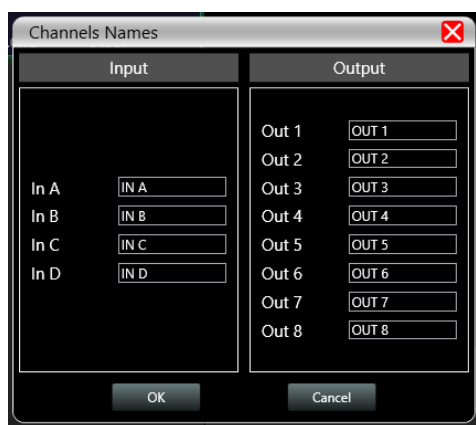 Channels Names
Input
In A IN A
In B IN B
In C IN C
In D IN D
Output
Out 1 OUT 1
Out 2 OUT 2
Out 3 OUT 3
Out 4 OUT 4
Out 5 OUT 5
Out 6 OUT 6
Out 7 OUT 7
Out 8 OUT 8
OK
Cancel